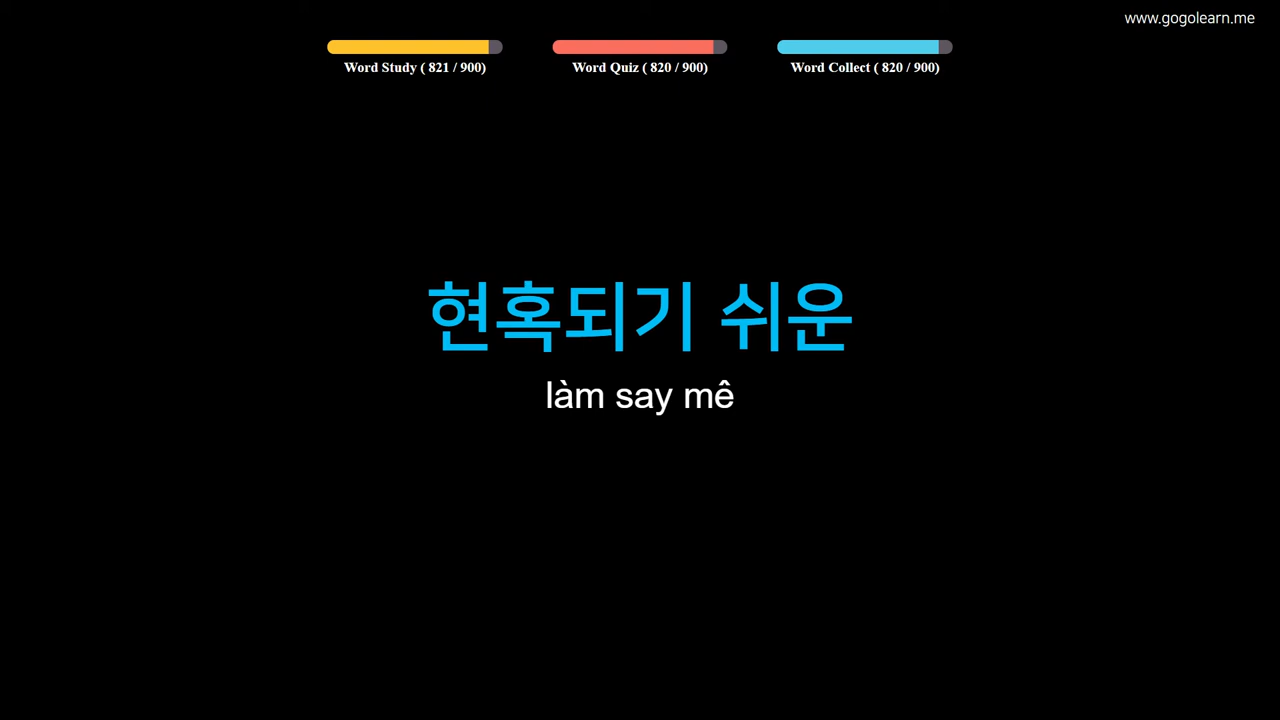 www.gogolearn.me
Word Study ( 821 / 900)
Word Quiz ( 820 / 900)
Word Collect ( 820 / 900)
현혹되기 쉬운
làm say mê